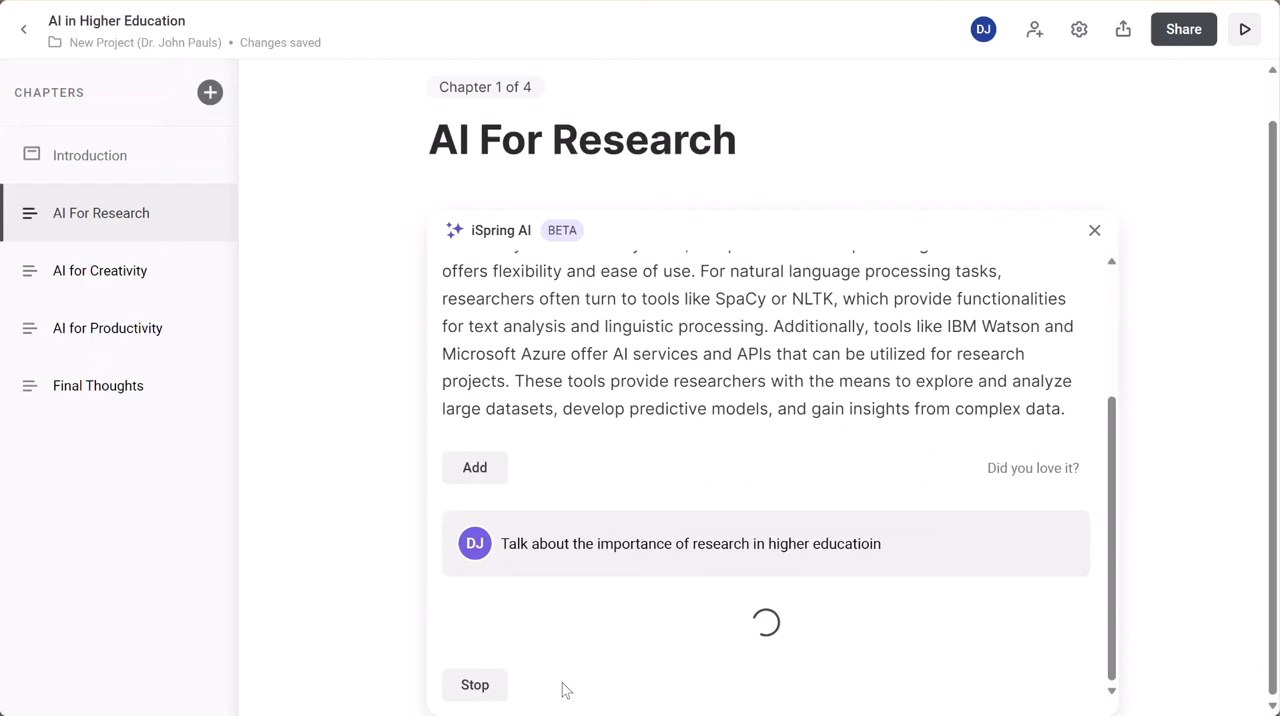 AI in Higher Education
New Project (Dr. John Pauls) • Changes saved
DJ
Share
CHAPTERS
Introduction
AI For Research
AI for Creativity
AI for Productivity
Final Thoughts
Chapter 1 of 4
AI For Research
iSpring AI BETA
offers flexibility and ease of use. For natural language processing tasks,
researchers often turn to tools like SpaCy or NLTK, which provide functionalities
for text analysis and linguistic processing. Additionally, tools like IBM Watson and
Microsoft Azure offer AI services and APIs that can be utilized for research
projects. These tools provide researchers with the means to explore and analyze
large datasets, develop predictive models, and gain insights from complex data.
Add
Did you love it?
DJ Talk about the importance of research in higher educatioin
Stop